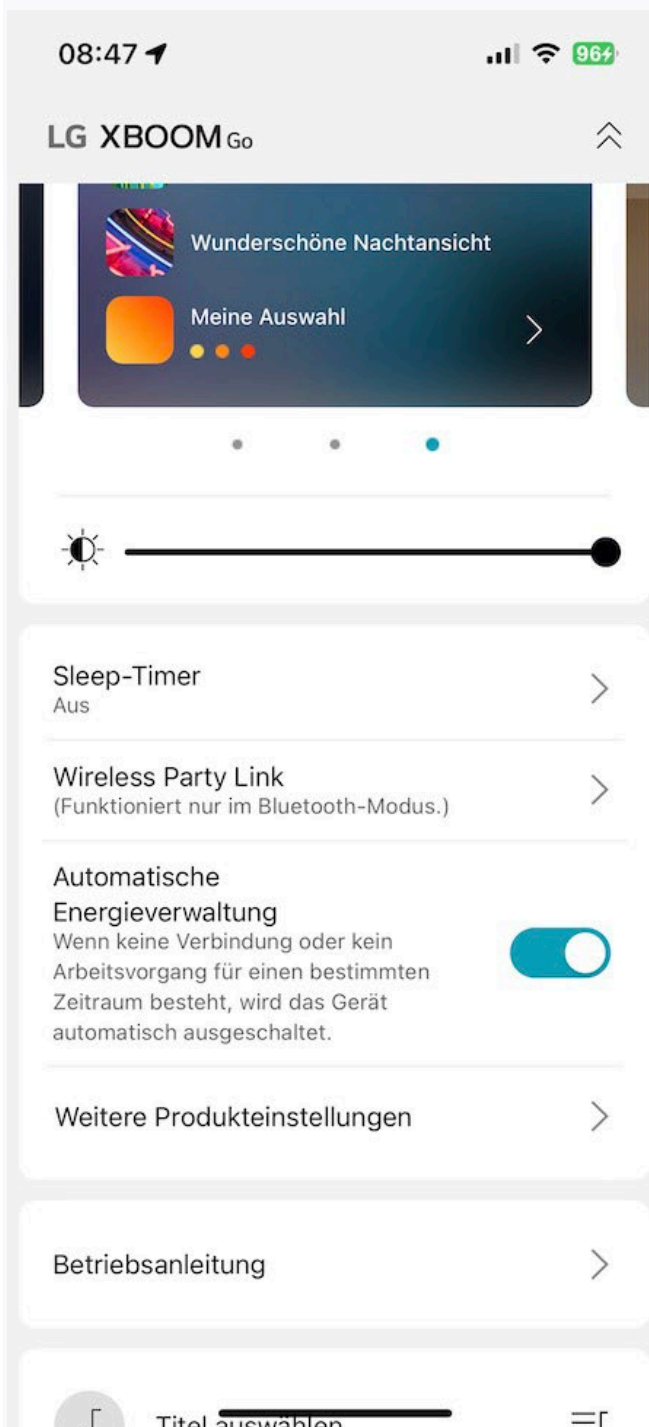 08:47
96
LG XBOOM Go
Wunderschöne Nachtansicht
Meine Auswahl
Sleep-Timer
Aus
Wireless Party Link
(Funktioniert nur im Bluetooth-Modus.)
Automatische
Energieverwaltung
Wenn keine Verbindung oder kein
Arbeitsvorgang für einen bestimmten
Zeitraum besteht, wird das Gerät
automatisch ausgeschaltet.
Weitere Produkteinstellungen
Betriebsanleitung
Titel auswählen